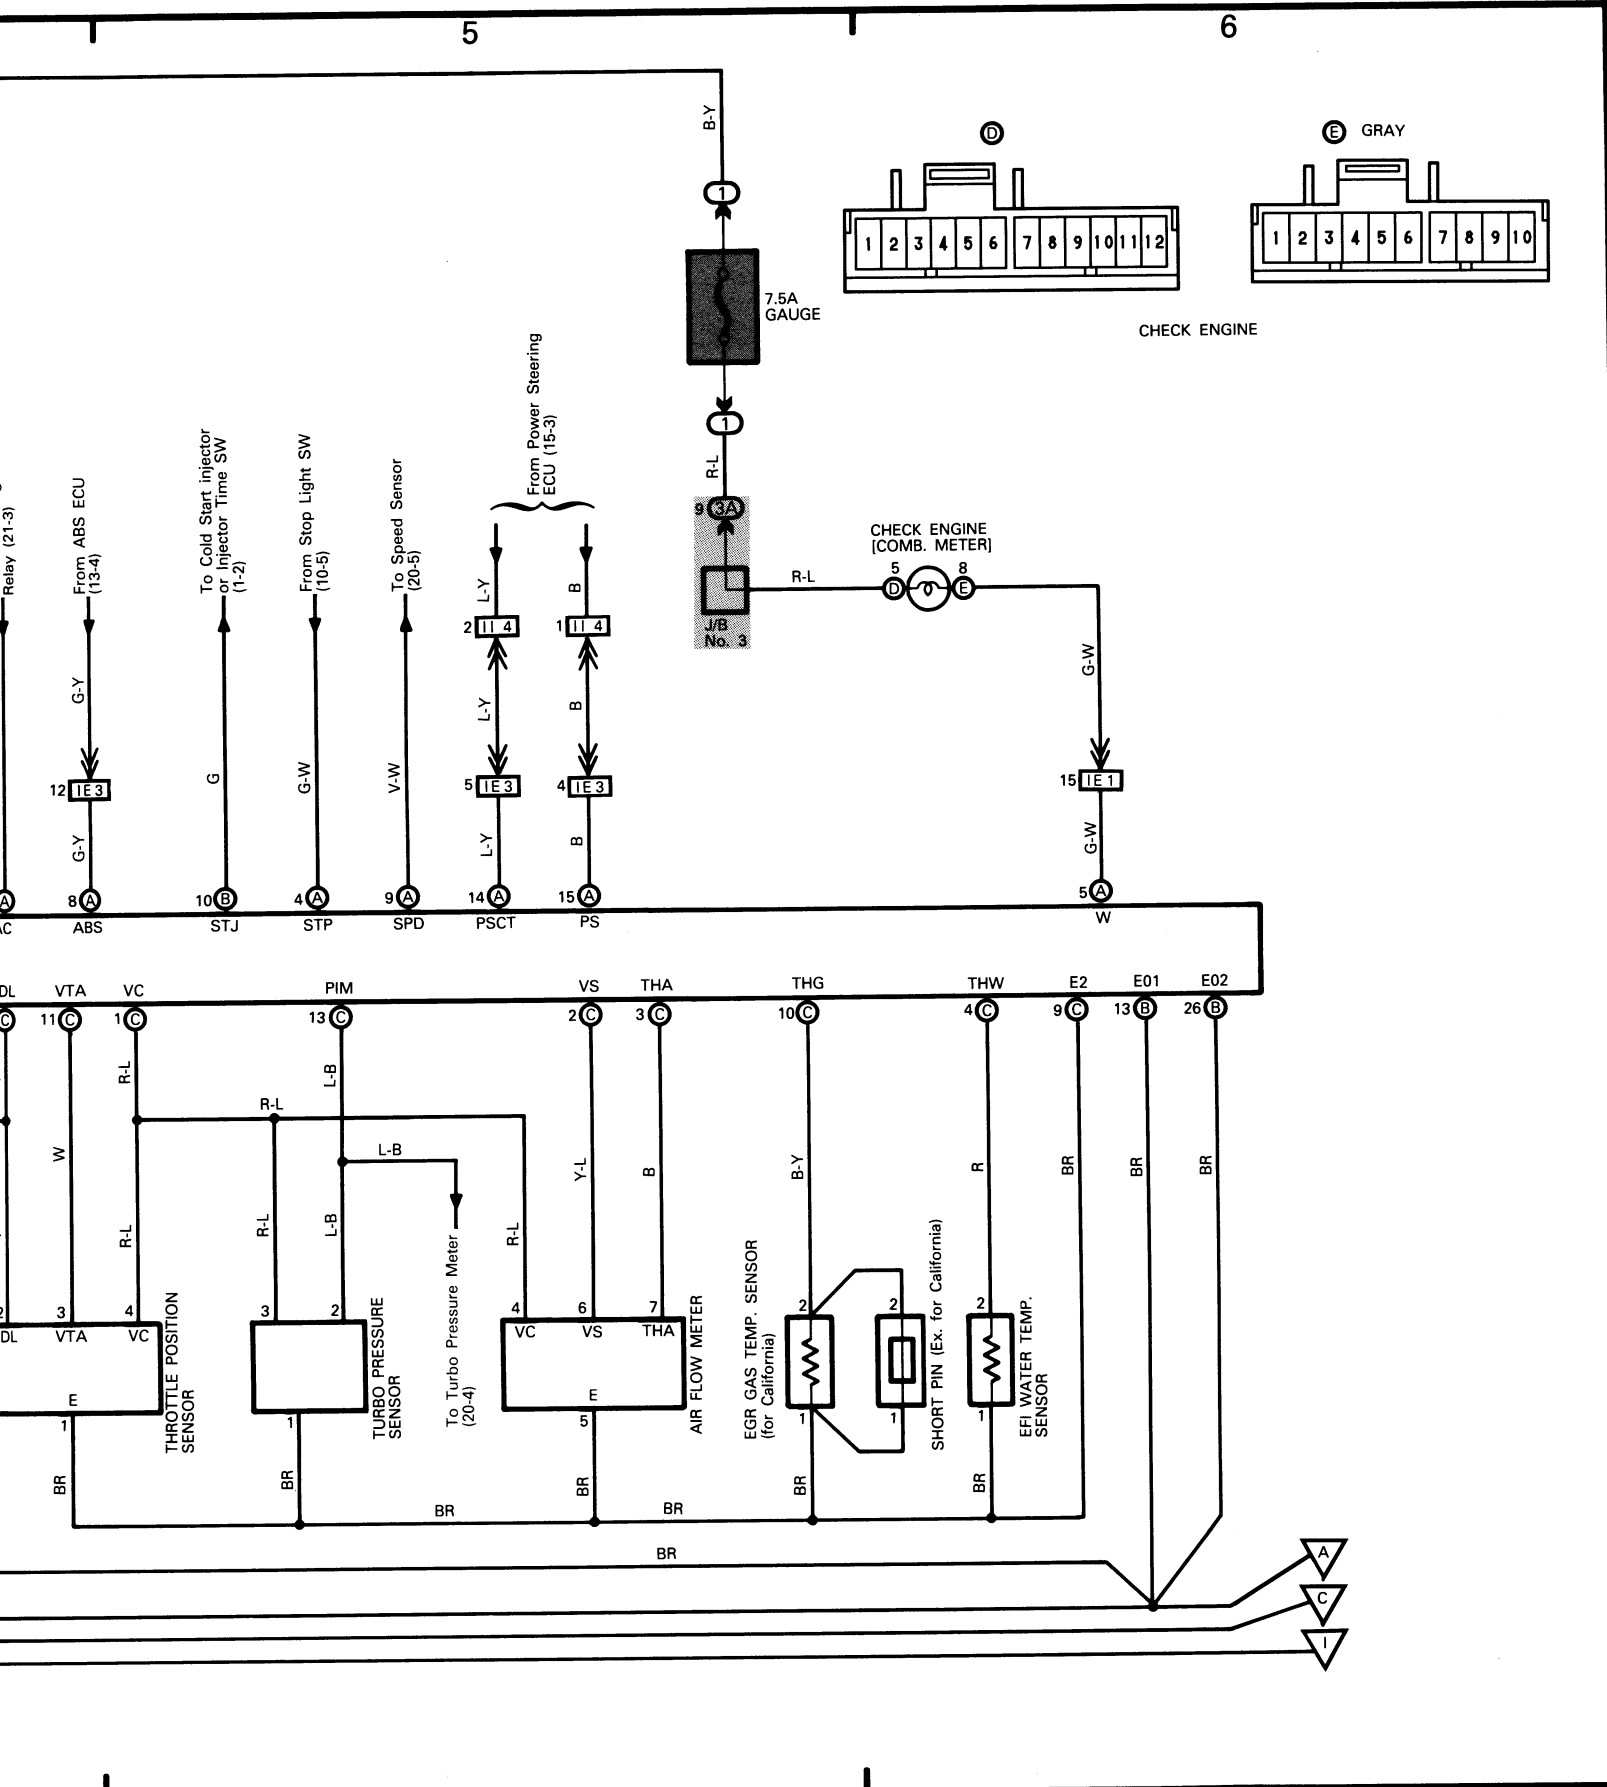 5
6
B-Y
1
D
E GRAY
1 2 3 4 5 6 7 8 9 10 11 12
1 2 3 4 5 6 7 8 9 10
CHECK ENGINE
7.5A
GAUGE
1
R-L
9 3A
J/B
No. 3
R-L
CHECK ENGINE
[COMB. METER]
5 8
D E
G-W
15 IE1
G-W
5 A
W
Relay (21-3)
From ABS ECU
(13-4)
To Cold Start injector
or Injector Time SW
(1-2)
From Stop Light SW
(10-5)
To Speed Sensor
(20-5)
From Power Steering
ECU (15-3)
L-Y B
2 II 4 1 II 4
G-Y L-Y B
G G-W V-W
12 IE3 5 IE3 4 IE3
G-Y L-Y B
A 8 A 10 B 4 A 9 A 14 A 15 A
AC ABS STJ STP SPD PSCT PS
DL VTA VC PIM VS THA THG THW E2 E01 E02
C 11 C 1 C 13 C 2 C 3 C 10 C 4 C 9 C 13 B 26 B
R-L L-B
R-L
L-B
W Y-L B B-Y R BR BR BR
R-L R-L L-B R-L
To Turbo Pressure Meter
(20-4)
2 3 4
DL VTA VC
E
1
THROTTLE POSITION
SENSOR
3 2
1
TURBO PRESSURE
SENSOR
4 6 7
VC VS THA
E
5
AIR FLOW METER
EGR GAS TEMP. SENSOR
(for California)
2
1
2
1
SHORT PIN (Ex. for California)
2
1
EFI WATER TEMP.
SENSOR
BR BR BR BR BR
BR BR
BR
A
C
I